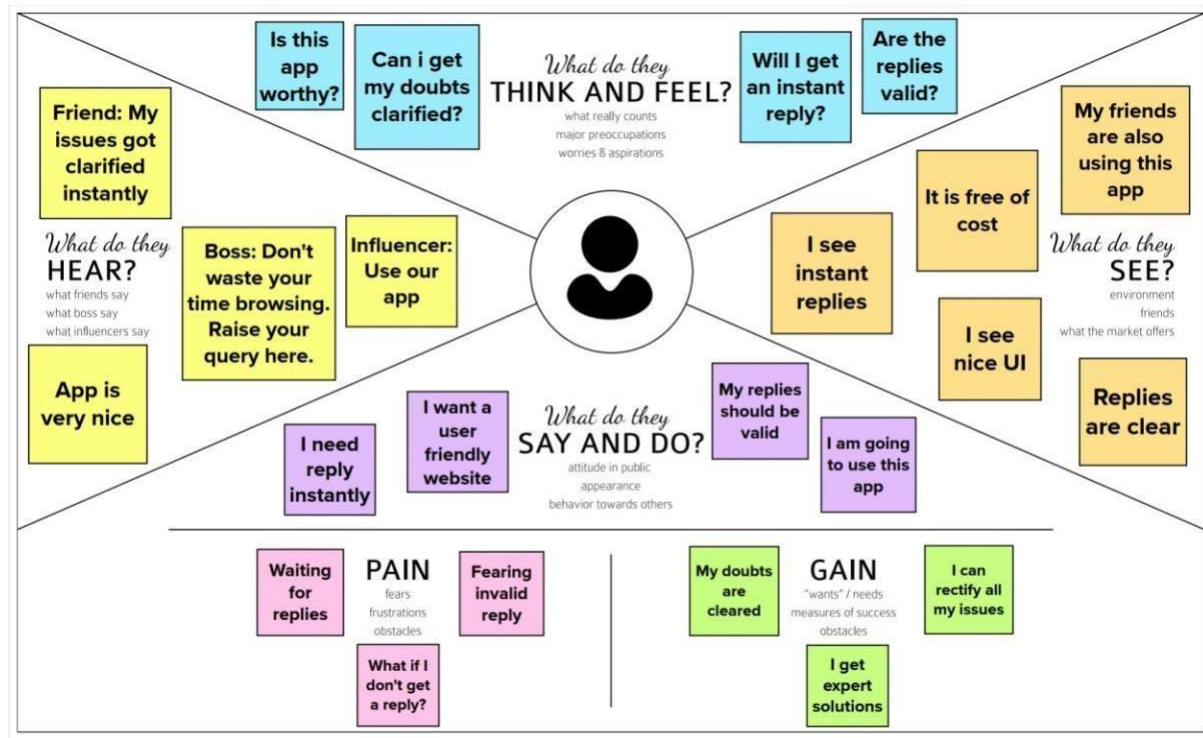 Is this
app
worthy?
Can i get
my doubts
clarified?
What do they
THINK AND FEEL?
what really counts
major preoccupations
worries & aspirations
Will I get
an instant
reply?
Are the
replies
valid?
Friend: My
issues got
clarified
instantly
What do they
HEAR?
what friends say
what boss say
what influencers say
Boss: Don't
waste your
time browsing.
Raise your
query here.
Influencer:
Use our
app
App is
very nice
My friends
are also
using this
app
It is free of
cost
I see
instant
replies
What do they
SEE?
environment
friends
what the market offers
I see
nice UI
Replies
are clear
I need
reply
instantly
I want a
user
friendly
website
What do they
SAY AND DO?
attitude in public
appearance
behavior towards others
My replies
should be
valid
I am going
to use this
app
Waiting
for
replies
PAIN
fears
frustrations
obstacles
Fearing
invalid
reply
What if I
don't get
a reply?
My doubts
are
cleared
GAIN
"wants" / needs
measures of success
obstacles
I can
rectify all
my issues
I get
expert
solutions